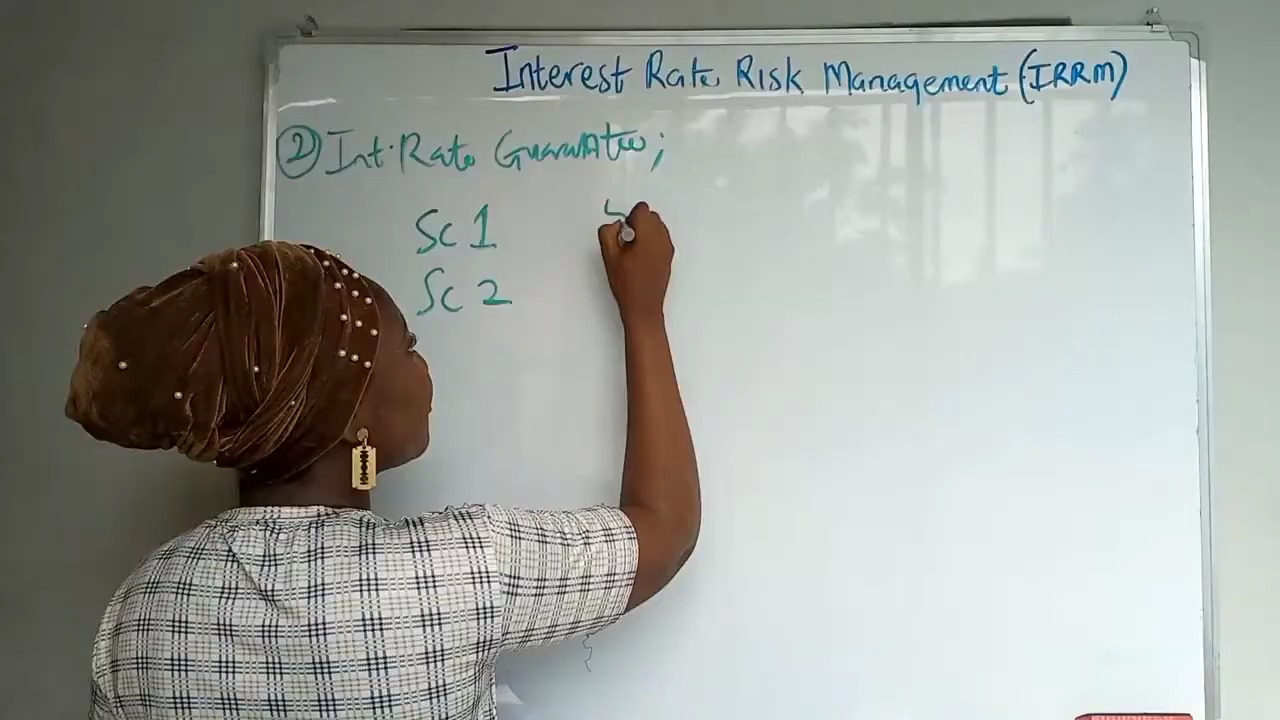 Interest Rate Risk Management (IRRM)
② Int. Rate Guarantee;
Sc 1
Sc 2